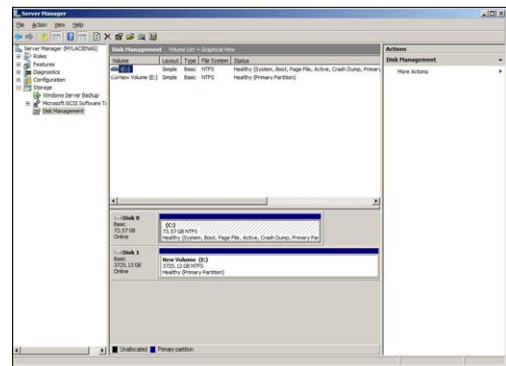 Server Manager
File Action View Help
Server Manager (MYLACIENAS)
Roles
Features
Diagnostics
Configuration
Storage
Windows Server Backup
Microsoft iSCSI Software Ta
Disk Management
Disk Management Volume List + Graphical View
Volume Layout Type File System Status
(C:) Simple Basic NTFS Healthy (System, Boot, Page File, Active, Crash Dump, Primary
New Volume (E:) Simple Basic NTFS Healthy (Primary Partition)
Disk 0
Basic
73.57 GB
Online
(C:)
73.57 GB NTFS
Healthy (System, Boot, Page File, Active, Crash Dump, Primary Par
Disk 1
Basic
3725.13 GB
Online
New Volume (E:)
3725.12 GB NTFS
Healthy (Primary Partition)
Unallocated Primary partition
Actions
Disk Management
More Actions